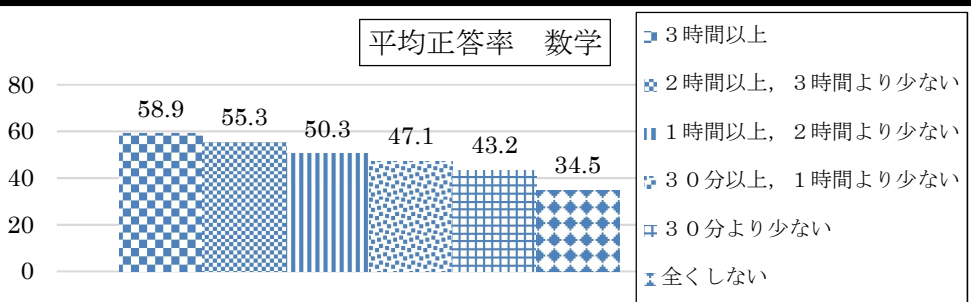 平均正答率　数学
80
60
40
20
0
58.9
55.3
50.3
47.1
43.2
34.5
３時間以上
２時間以上，３時間より少ない
１時間以上，２時間より少ない
３０分以上，１時間より少ない
３０分より少ない
全くしない